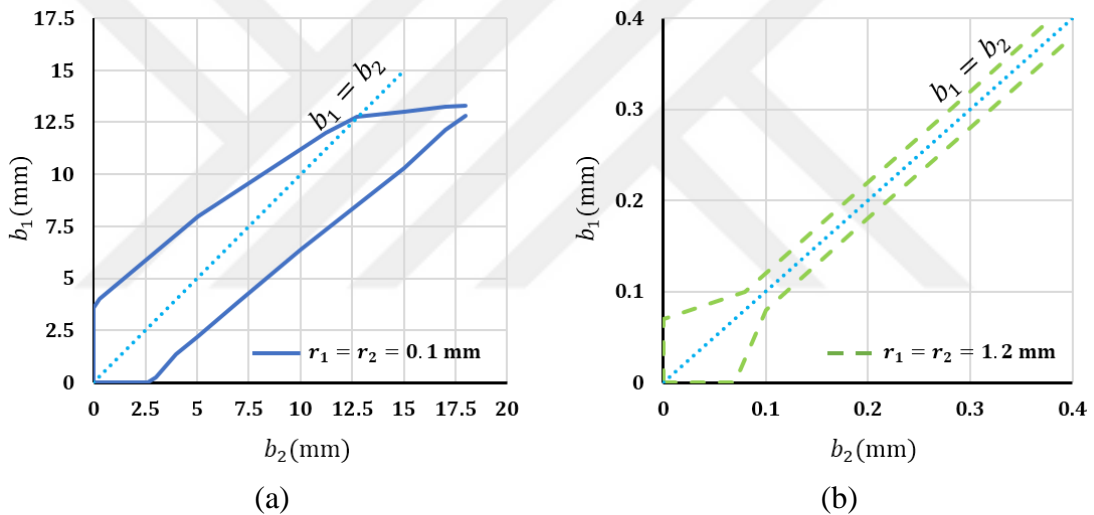 17.5
15
12.5
10
7.5
5
2.5
0
b₁(mm)
b₁ = b₂
r₁ = r₂ = 0.1 mm
0 2.5 5 7.5 10 12.5 15 17.5 20
b₂(mm)
(a)
0.4
0.3
0.2
0.1
0
b₁(mm)
b₁ = b₂
r₁ = r₂ = 1.2 mm
0 0.1 0.2 0.3 0.4
b₂(mm)
(b)